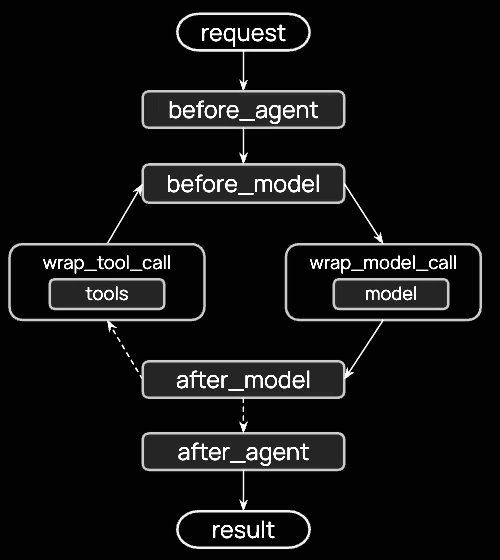 request
before_agent
before_model
wrap_tool_call
tools
wrap_model_call
model
after_model
after_agent
result